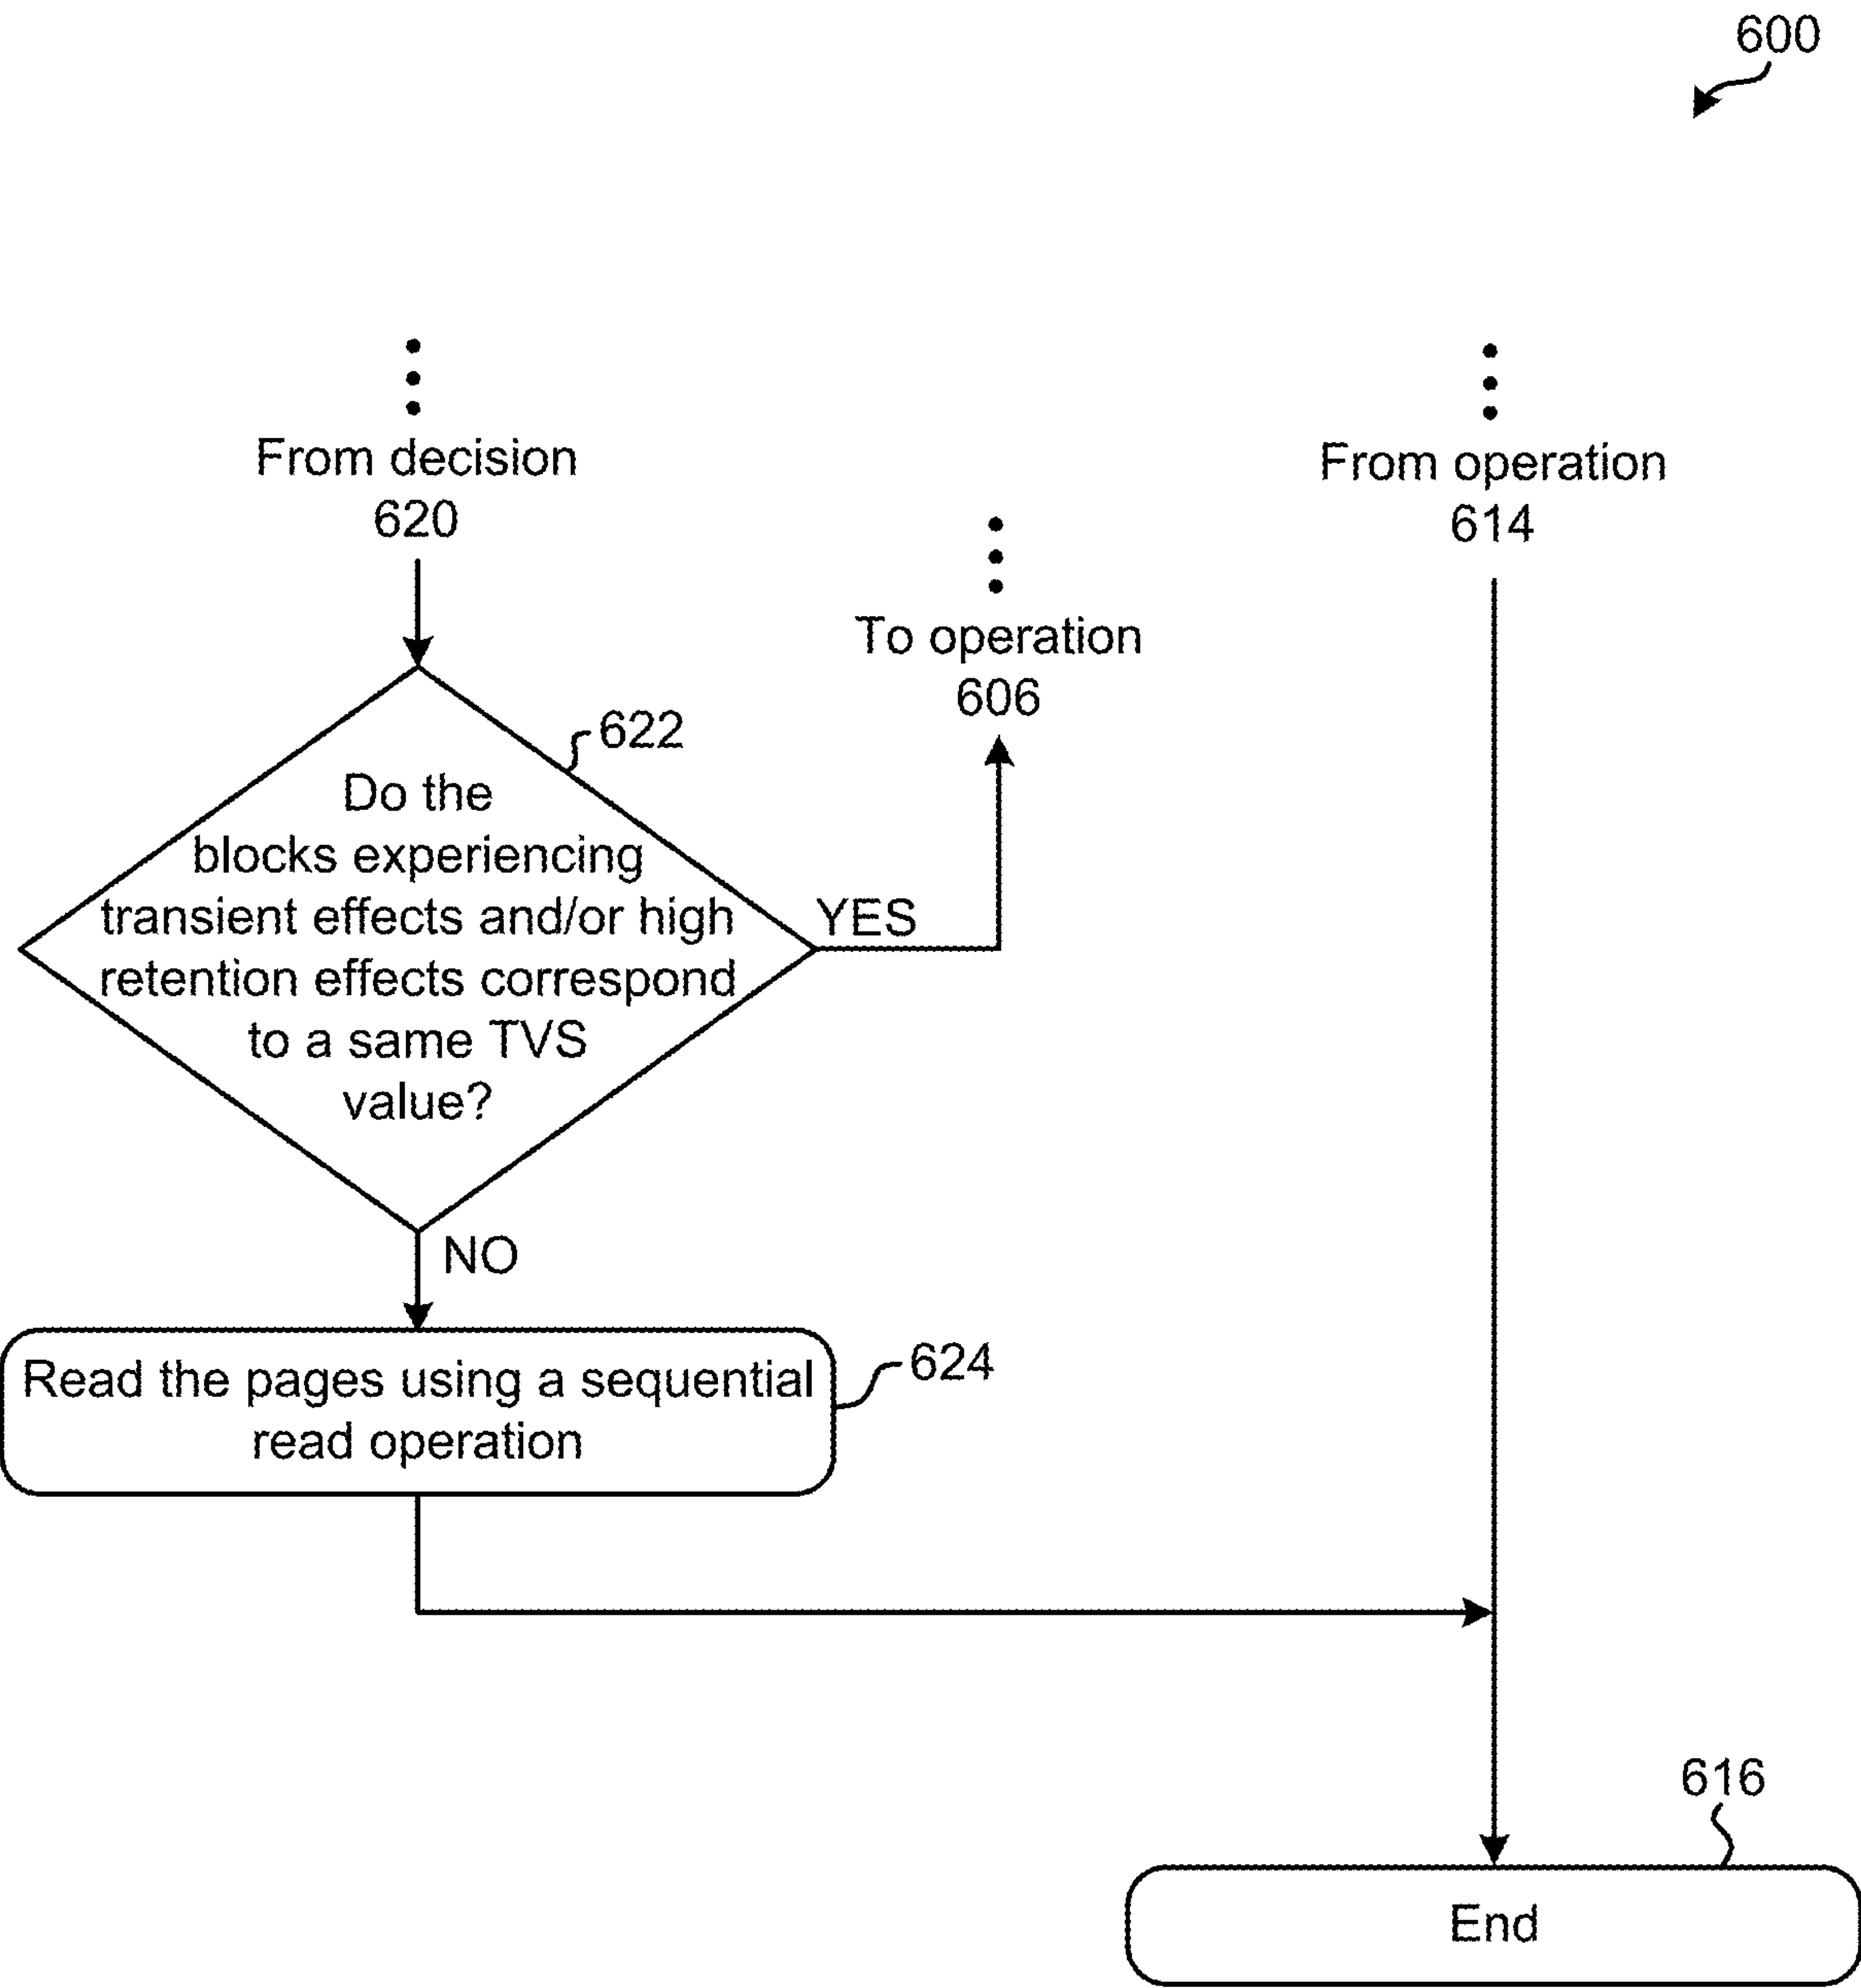 600
From decision
620
From operation
614
To operation
606
622
Do the
blocks experiencing
transient effects and/or high
retention effects correspond
to a same TVS
value?
YES
NO
Read the pages using a sequential
read operation
624
616
End